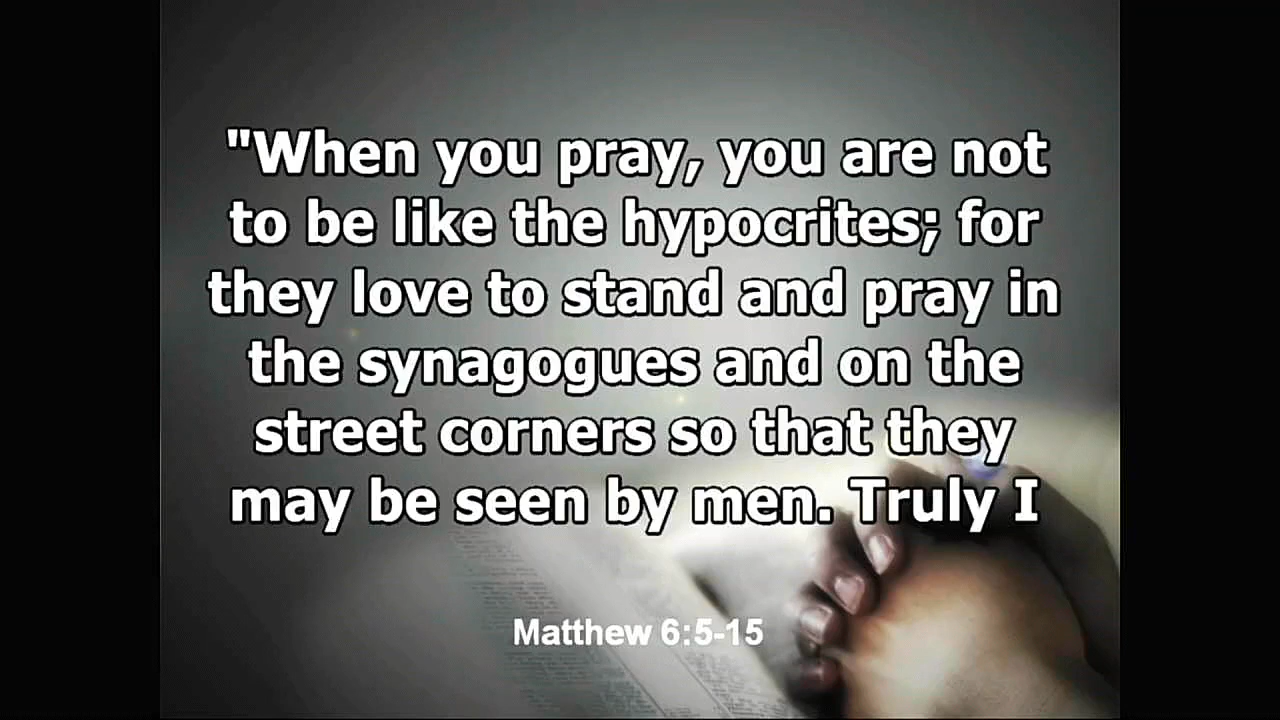 "When you pray, you are not
to be like the hypocrites; for
they love to stand and pray in
the synagogues and on the
street corners so that they
may be seen by men. Truly I
Matthew 6:5-15